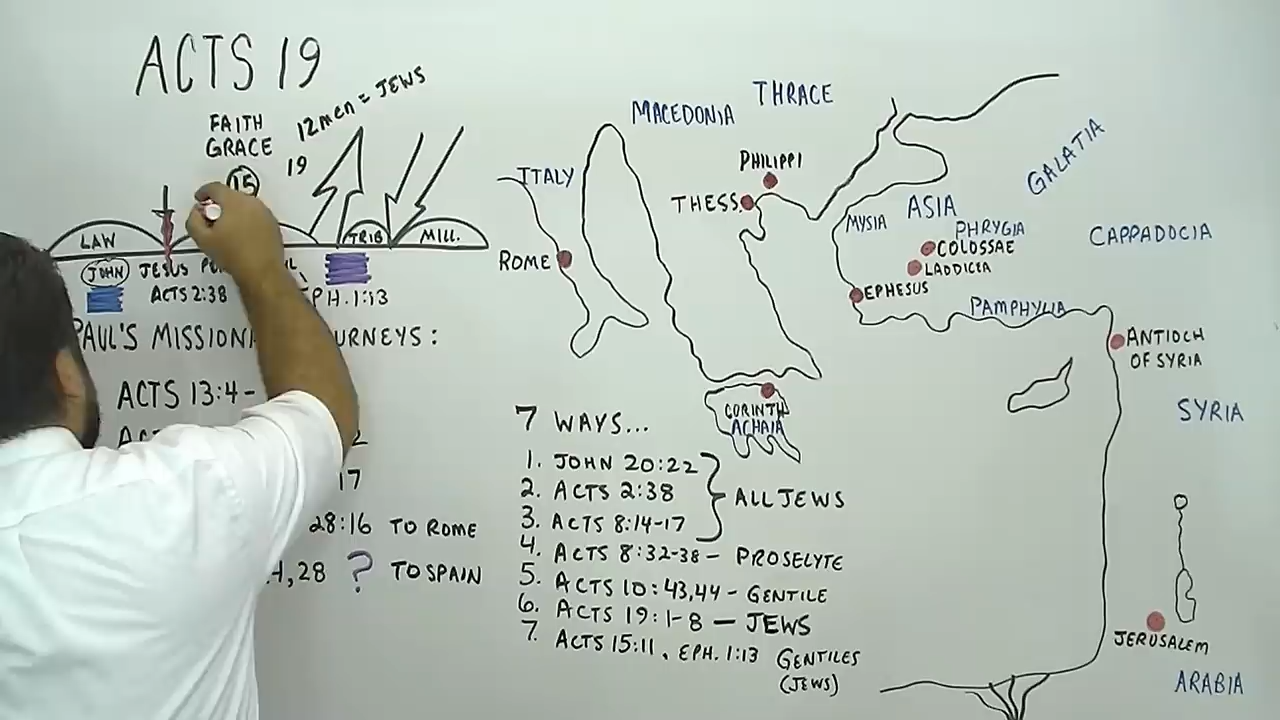 ACTS 19
12 men = JEWS
FAITH
GRACE
19
15
LAW
TRIB
MILL.
JOHN
JESUS
ACTS 2:38
EPH. 1:13
PAUL'S
ACTS 13:4-
17
28:16 TO ROME
,28 ? TO SPAIN
MACEDONIA
THRACE
ITALY
PHILIPPI
THESS.
GALATIA
MYSIA
ASIA
PHRYGIA
COLOSSAE
LAODICEA
CAPPADOCIA
ROME
EPHESUS
PAMPHYLIA
ANTIOCH
OF SYRIA
SYRIA
CORINTH
ACHAIA
JERUSALEM
ARABIA
7 WAYS...
1. JOHN 20:22
2. ACTS 2:38
3. ACTS 8:14-17
ALL JEWS
4. ACTS 8:32-38 - PROSELYTE
5. ACTS 10:43,44 - GENTILE
6. ACTS 19:1-8 - JEWS
7. ACTS 15:11, EPH. 1:13 GENTILES
(JEWS)